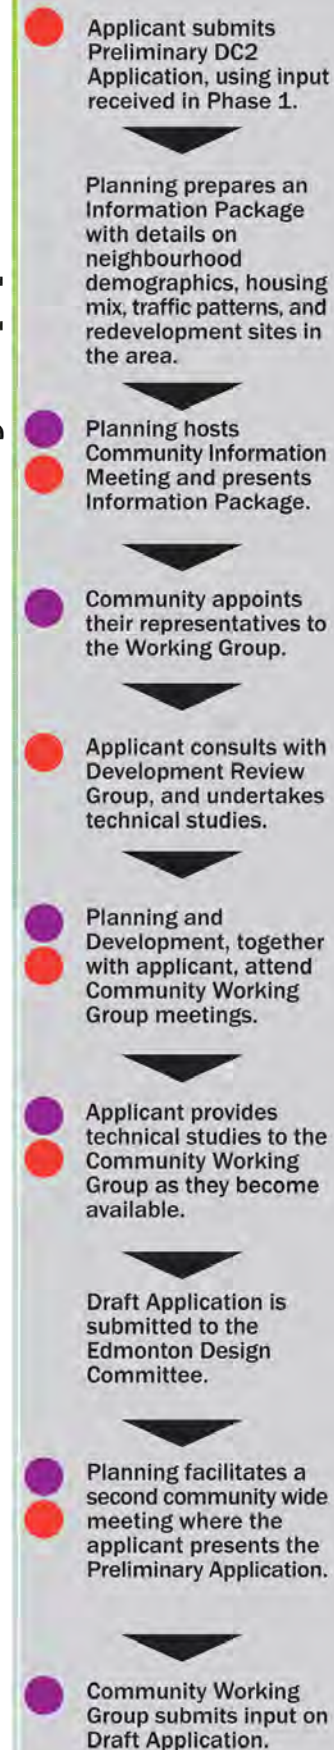 Applicant submits
Preliminary DC2
Application, using input
received in Phase 1.
Planning prepares an
Information Package
with details on
neighbourhood
demographics, housing
mix, traffic patterns, and
redevelopment sites in
the area.
Planning hosts
Community Information
Meeting and presents
Information Package.
Community appoints
their representatives to
the Working Group.
Applicant consults with
Development Review
Group, and undertakes
technical studies.
Planning and
Development, together
with applicant, attend
Community Working
Group meetings.
Applicant provides
technical studies to the
Community Working
Group as they become
available.
Draft Application is
submitted to the
Edmonton Design
Committee.
Planning facilitates a
second community wide
meeting where the
applicant presents the
Preliminary Application.
Community Working
Group submits input on
Draft Application.